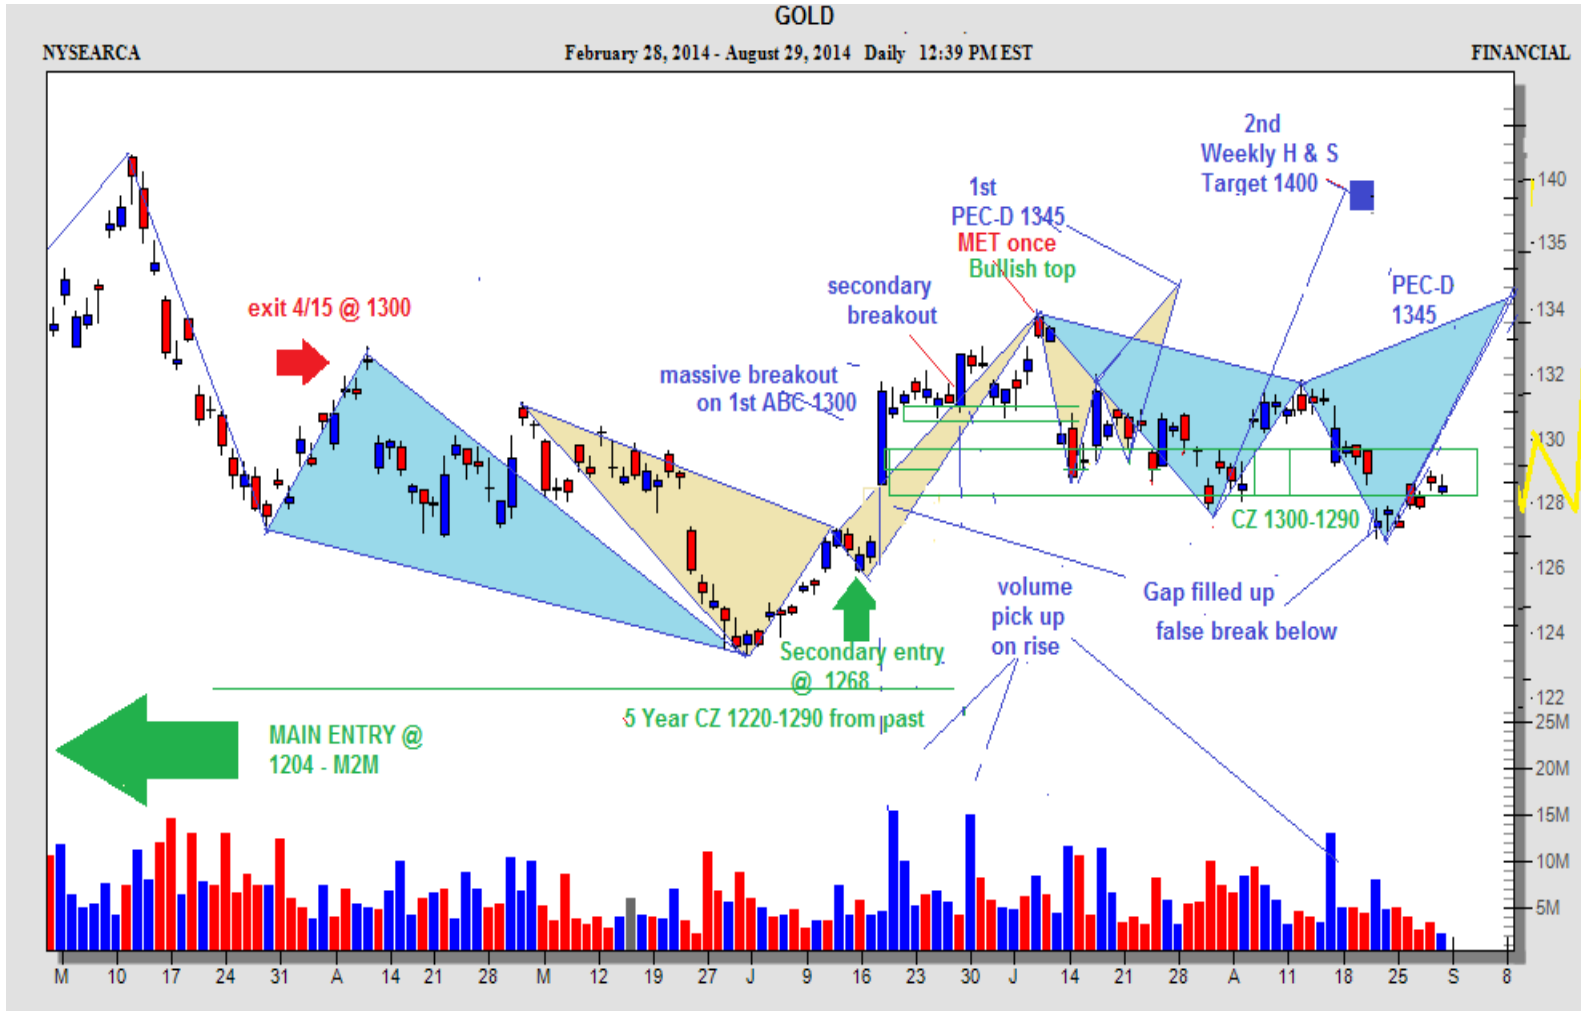 GOLD
NYSEARCA
February 28, 2014 - August 29, 2014 Daily 12:39 PM EST
FINANCIAL
2nd
Weekly H & S
Target 1400
1st
PEC-D 1345
MET once
Bullish top
secondary
breakout
exit 4/15 @ 1300
massive breakout
on 1st ABC-1300
PEC-D
1345
CZ 1300-1290
volume
pick up
on rise
Gap filled up
false break below
Secondary entry
@ 1268
5 Year CZ 1220-1290 from past
MAIN ENTRY @
1204 - M2M
140
135
134
132
130
128
126
124
122
25M
20M
15M
10M
5M
M 10 17 24 31 A 14 21 28 M 12 19 27 J 9 16 23 30 J 14 21 28 A 11 18 25 S 8